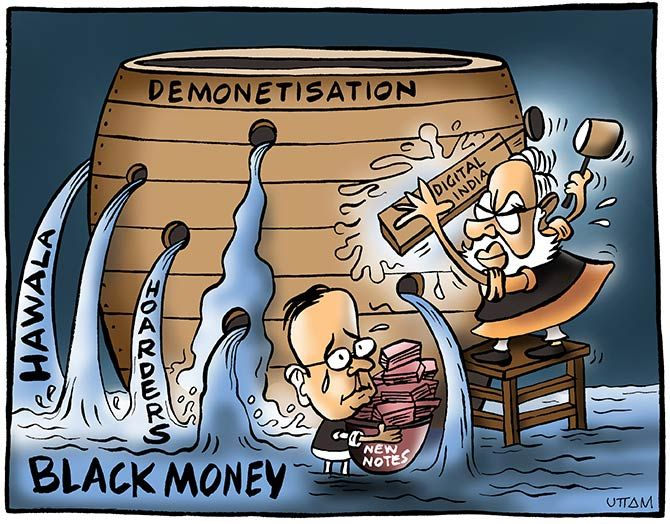 DEMONETISATION
DIGITAL
INDIA
HAWALA
HOARDERS
NEW
NOTES
BLACK MONEY
UTTAM